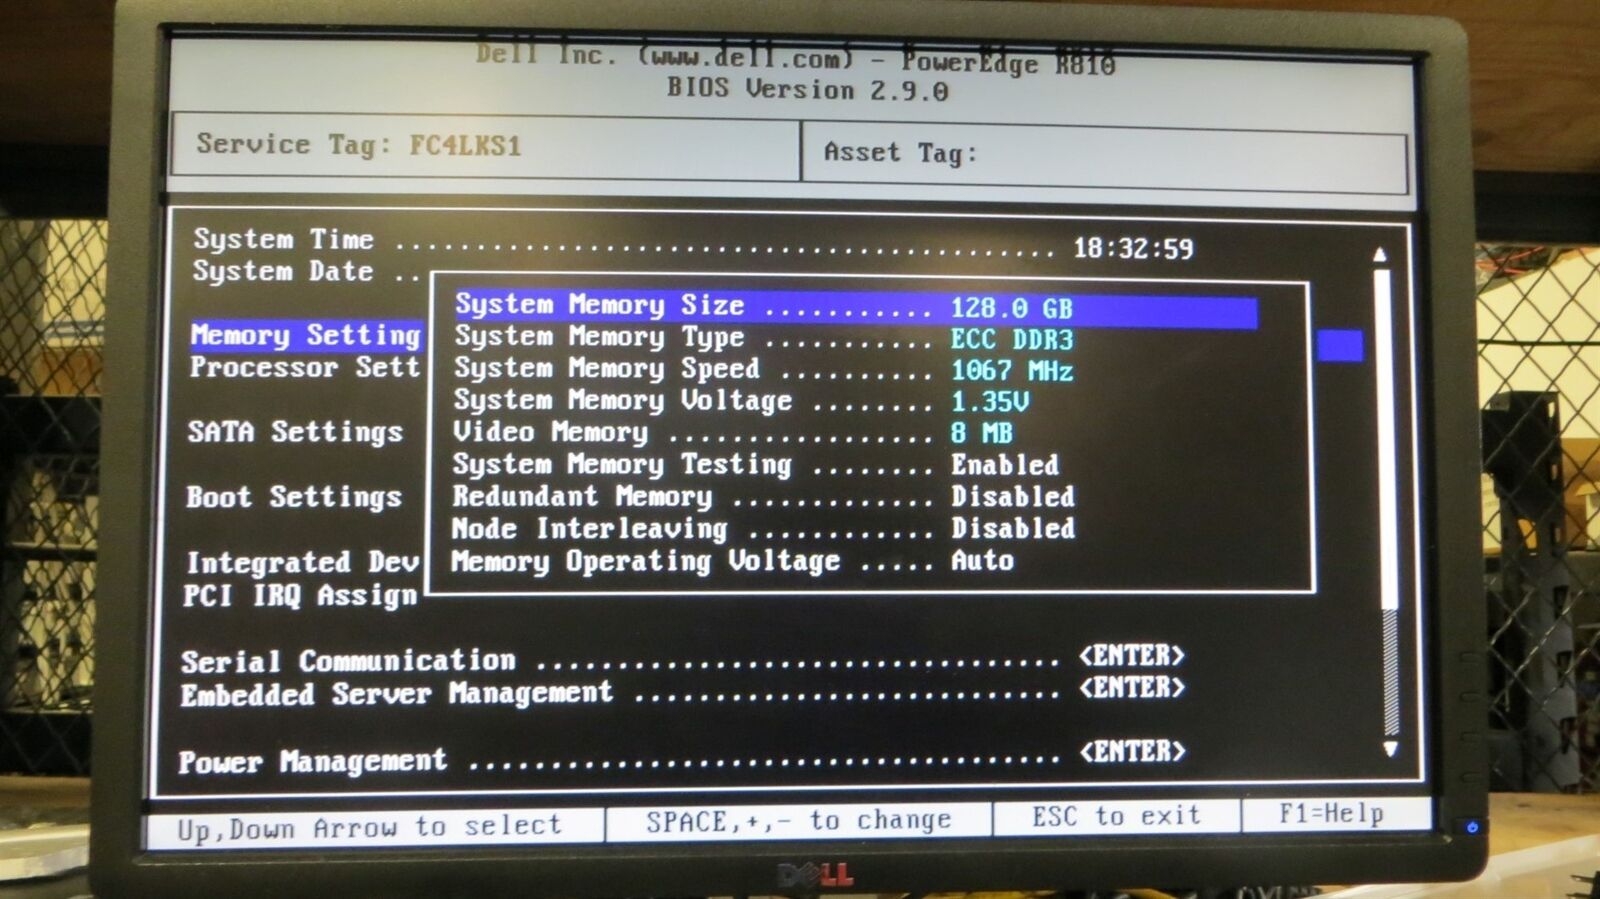 Dell Inc. (www.dell.com) - PowerEdge R810
BIOS Version 2.9.0
Service Tag: FC4LKS1
Asset Tag:
System Time ......................................... 18:32:59
System Date ..
System Memory Size ........... 128.0 GB
System Memory Type ........... ECC DDR3
Memory Setting
System Memory Speed .......... 1067 MHz
Processor Sett
System Memory Voltage ........ 1.35V
SATA Settings
Video Memory ................. 8 MB
System Memory Testing ........ Enabled
Boot Settings
Redundant Memory ............. Disabled
Node Interleaving ............ Disabled
Integrated Dev
Memory Operating Voltage ..... Auto
PCI IRQ Assign
Serial Communication ................................. <ENTER>
Embedded Server Management ........................... <ENTER>
Power Management ..................................... <ENTER>
Up,Down Arrow to select
SPACE,+,- to change
ESC to exit
F1=Help
DELL